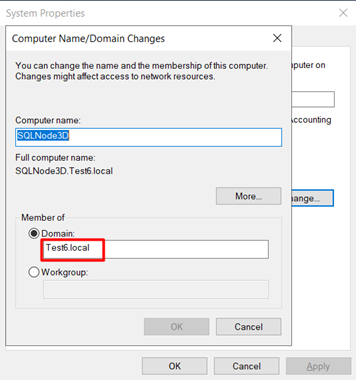 System Properties
Computer Name/Domain Changes
You can change the name and the membership of this computer.
Changes might affect access to network resources.
mputer on
Computer name:
Accounting
SQLNode3D
Full computer name:
SQLNode3D.Test6.local
More...
ange...
Member of
Domain:
Test6.local
Workgroup:
OK
Cancel
OK
Cancel
Apply